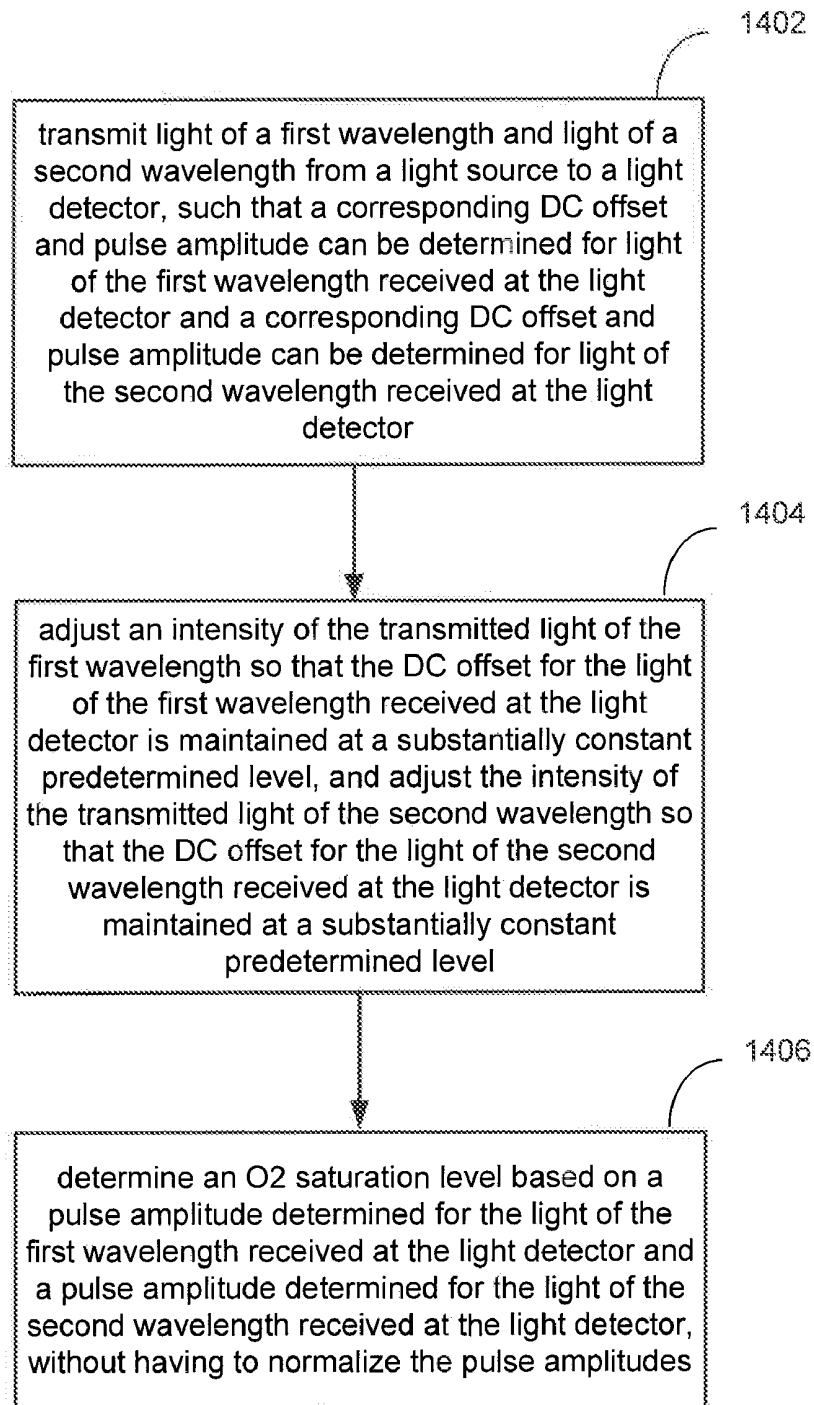 1402
transmit light of a first wavelength and light of a
second wavelength from a light source to a light
detector, such that a corresponding DC offset
and pulse amplitude can be determined for light
of the first wavelength received at the light
detector and a corresponding DC offset and
pulse amplitude can be determined for light of
the second wavelength received at the light
detector
1404
adjust an intensity of the transmitted light of the
first wavelength so that the DC offset for the light
of the first wavelength received at the light
detector is maintained at a substantially constant
predetermined level, and adjust the intensity of
the transmitted light of the second wavelength so
that the DC offset for the light of the second
wavelength received at the light detector is
maintained at a substantially constant
predetermined level
1406
determine an O2 saturation level based on a
pulse amplitude determined for the light of the
first wavelength received at the light detector and
a pulse amplitude determined for the light of the
second wavelength received at the light detector,
without having to normalize the pulse amplitudes